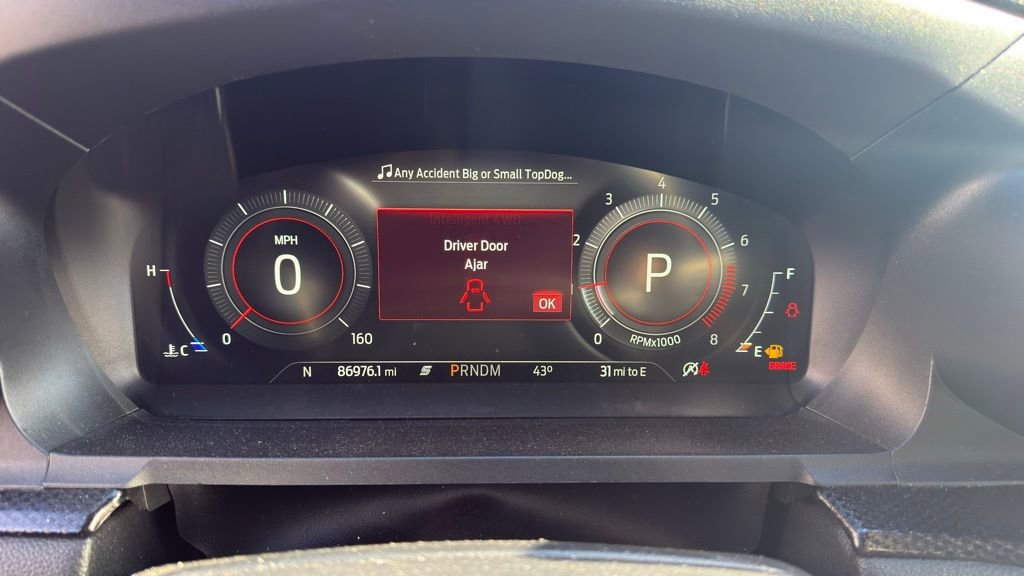 Any Accident Big or Small TopDog...
Intelligent AWD
Driver Door
Ajar
OK
MPH
0
0
160
H
C
P
0
2
3
4
5
6
7
8
RPMx1000
F
E
BRAKE
N
86976.1 mi
PRNDM
43º
31 mi to E